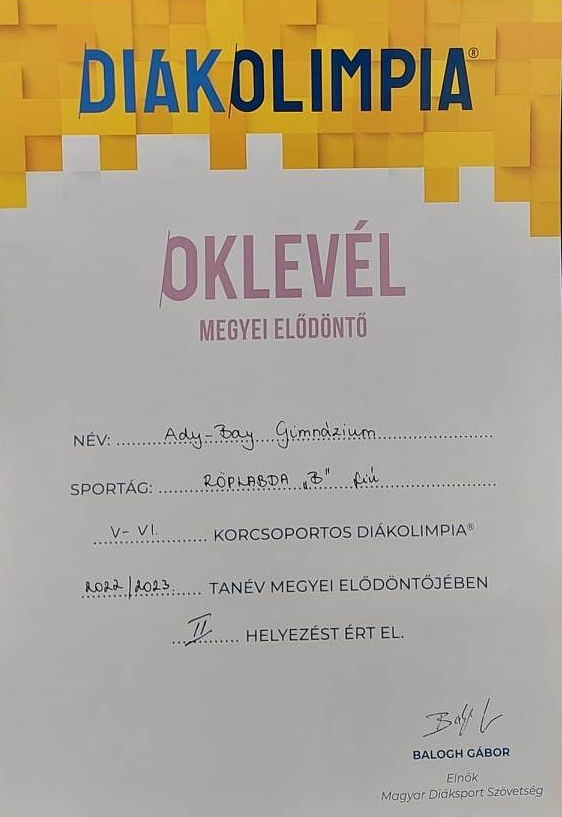 DIÁKOLIMPIA®
OKLEVÉL
MEGYEI ELŐDÖNTŐ
NÉV: Ady-Bay Gimnázium
SPORTÁG: RÖPLABDA „B" fiú
V-VI. KORCSOPORTOS DIÁKOLIMPIA®
2022/2023. TANÉV MEGYEI ELŐDÖNTŐJÉBEN
II HELYEZÉST ÉRT EL.
BALOGH GÁBOR
Elnök
Magyar Diáksport Szövetség